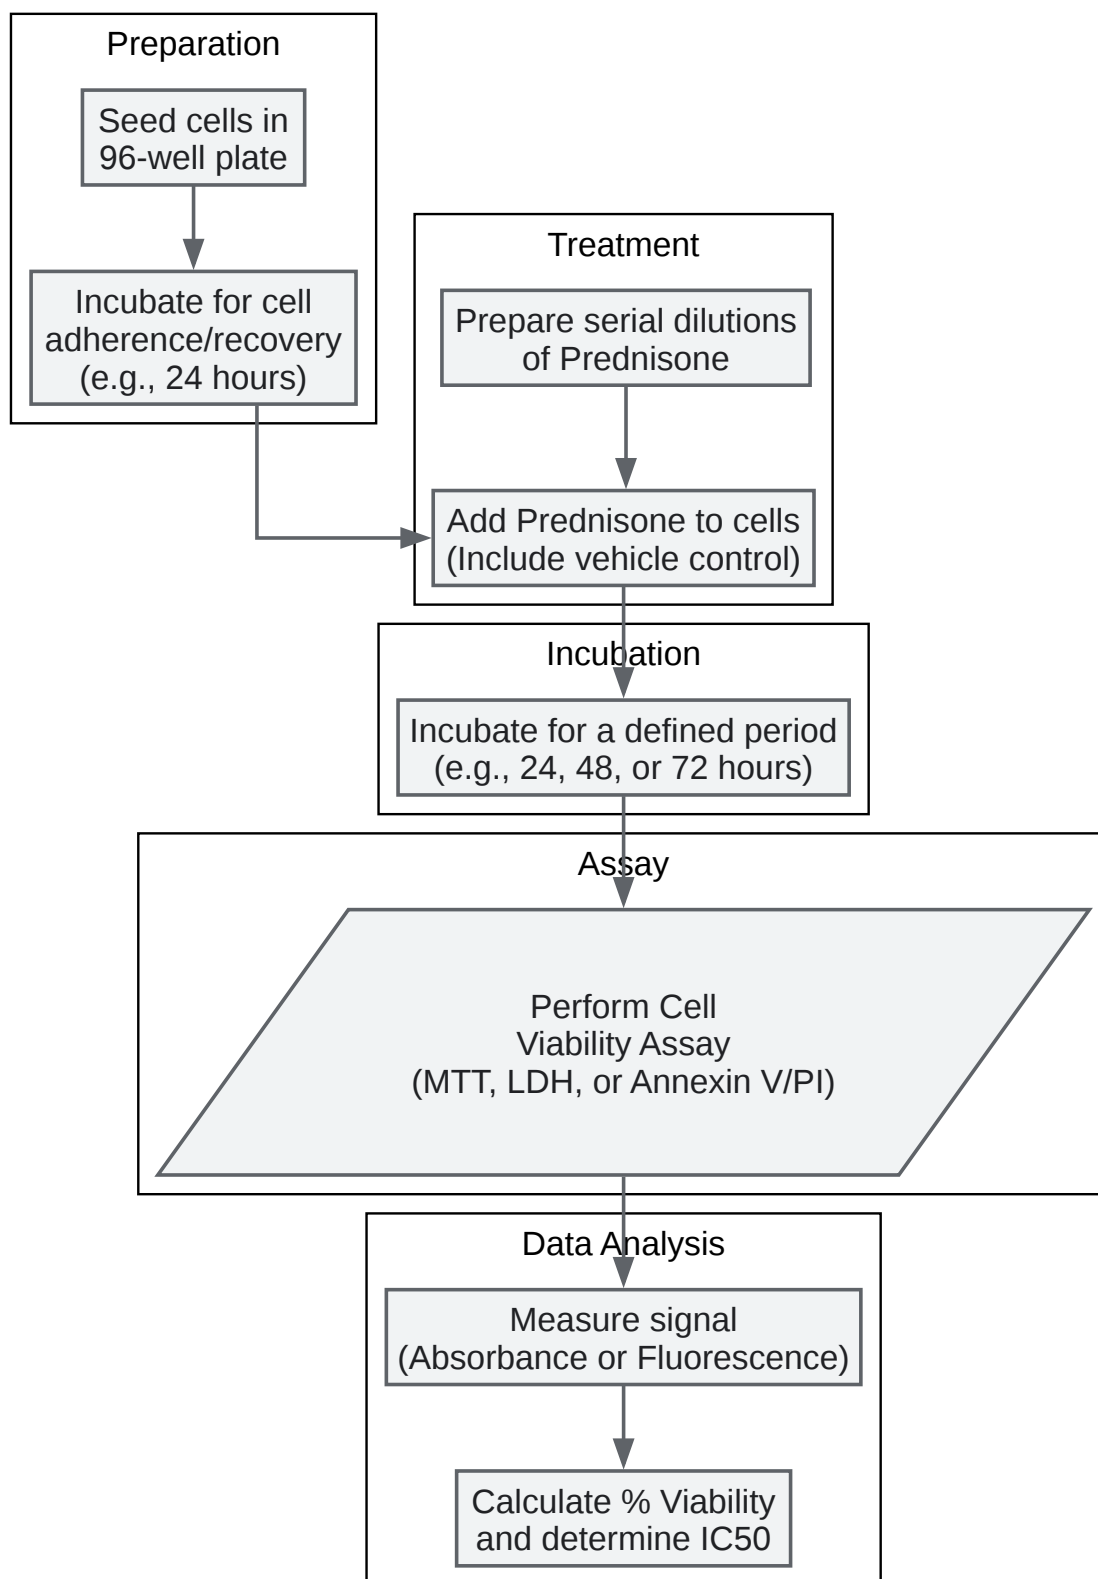 Preparation
Seed cells in
96-well plate
Incubate for cell
adherence/recovery
(e.g., 24 hours)
Treatment
Prepare serial dilutions
of Prednisone
Add Prednisone to cells
(Include vehicle control)
Incubation
Incubate for a defined period
(e.g., 24, 48, or 72 hours)
Assay
Perform Cell
Viability Assay
(MTT, LDH, or Annexin V/PI)
Data Analysis
Measure signal
(Absorbance or Fluorescence)
Calculate % Viability
and determine IC50